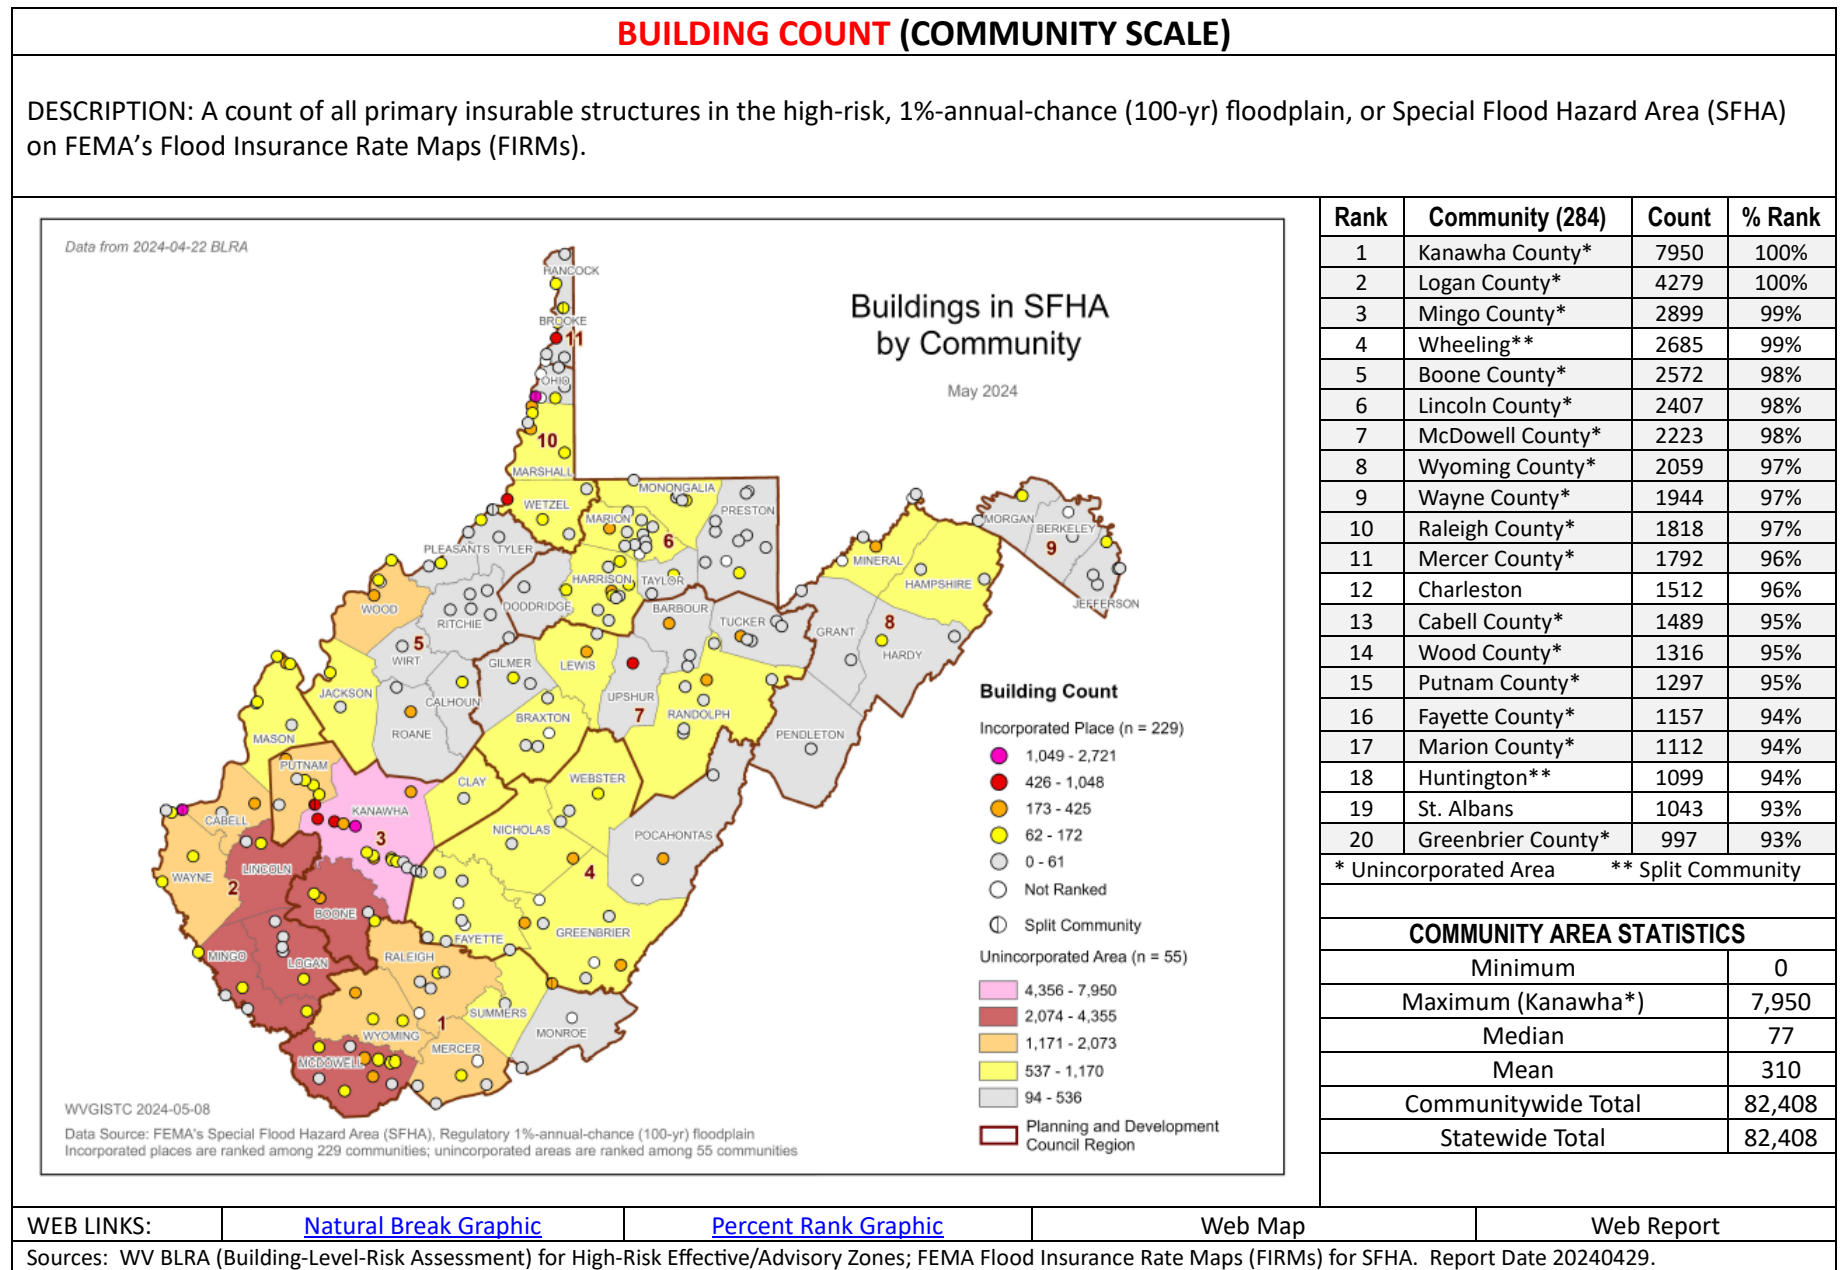 BUILDING COUNT (COMMUNITY SCALE)
DESCRIPTION: A count of all primary insurable structures in the high-risk, 1%-annual-chance (100-yr) floodplain, or Special Flood Hazard Area (SFHA)
on FEMA's Flood Insurance Rate Maps (FIRMs).
Data from 2024-04-22 BLRA
Buildings in SFHA
by Community
May 2024
HANCOCK
BROOKE
11
OHIO
10
MARSHALL
WETZEL
MONONGALIA
PRESTON
MARION
6
MORGAN
BERKELEY
9
PLEASANTS
TYLER
MINERAL
HARRISON
TAYLOR
HAMPSHIRE
JEFFERSON
WOOD
DODDRIDGE
BARBOUR
RITCHIE
TUCKER
GRANT
8
5
HARDY
WIRT
GILMER
LEWIS
JACKSON
CALHOUN
UPSHUR
7
RANDOLPH
BRAXTON
ROANE
PENDLETON
MASON
PUTNAM
CLAY
WEBSTER
KANAWHA
CABELL
3
NICHOLAS
POCAHONTAS
LINCOLN
WAYNE
2
4
BOONE
GREENBRIER
FAYETTE
MINGO
LOGAN
RALEIGH
SUMMERS
1
WYOMING
MONROE
MERCER
MCDOWELL
Building Count
Incorporated Place (n = 229)
1,049 - 2,721
426 - 1,048
173 - 425
62 - 172
0 - 61
Not Ranked
Split Community
Unincorporated Area (n = 55)
4,356 - 7,950
2,074 - 4,355
1,171 - 2,073
537 - 1,170
94 - 536
Planning and Development
Council Region
WVGISTC 2024-05-08
Data Source: FEMA's Special Flood Hazard Area (SFHA), Regulatory 1%-annual-chance (100-yr) floodplain
Incorporated places are ranked among 229 communities; unincorporated areas are ranked among 55 communities
Rank Community (284) Count % Rank
1 Kanawha County* 7950 100%
2 Logan County* 4279 100%
3 Mingo County* 2899 99%
4 Wheeling** 2685 99%
5 Boone County* 2572 98%
6 Lincoln County* 2407 98%
7 McDowell County* 2223 98%
8 Wyoming County* 2059 97%
9 Wayne County* 1944 97%
10 Raleigh County* 1818 97%
11 Mercer County* 1792 96%
12 Charleston 1512 96%
13 Cabell County* 1489 95%
14 Wood County* 1316 95%
15 Putnam County* 1297 95%
16 Fayette County* 1157 94%
17 Marion County* 1112 94%
18 Huntington** 1099 94%
19 St. Albans 1043 93%
20 Greenbrier County* 997 93%
* Unincorporated Area ** Split Community
COMMUNITY AREA STATISTICS
Minimum 0
Maximum (Kanawha*) 7,950
Median 77
Mean 310
Communitywide Total 82,408
Statewide Total 82,408
WEB LINKS: Natural Break Graphic Percent Rank Graphic Web Map Web Report
Sources: WV BLRA (Building-Level-Risk Assessment) for High-Risk Effective/Advisory Zones; FEMA Flood Insurance Rate Maps (FIRMs) for SFHA. Report Date 20240429.